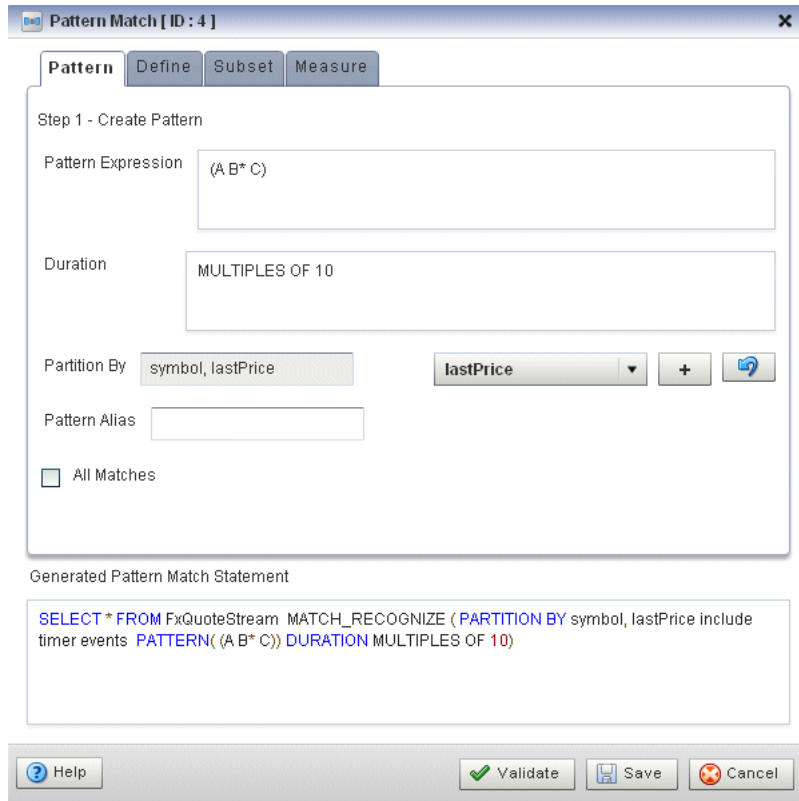 Pattern Match [ ID : 4 ]
Pattern Define Subset Measure
Step 1 - Create Pattern
Pattern Expression (A B* C)
Duration MULTIPLES OF 10
Partition By symbol, lastPrice lastPrice +
Pattern Alias
All Matches
Generated Pattern Match Statement
SELECT * FROM FxQuoteStream MATCH_RECOGNIZE ( PARTITION BY symbol, lastPrice include
timer events PATTERN( (A B* C)) DURATION MULTIPLES OF 10)
Help Validate Save Cancel